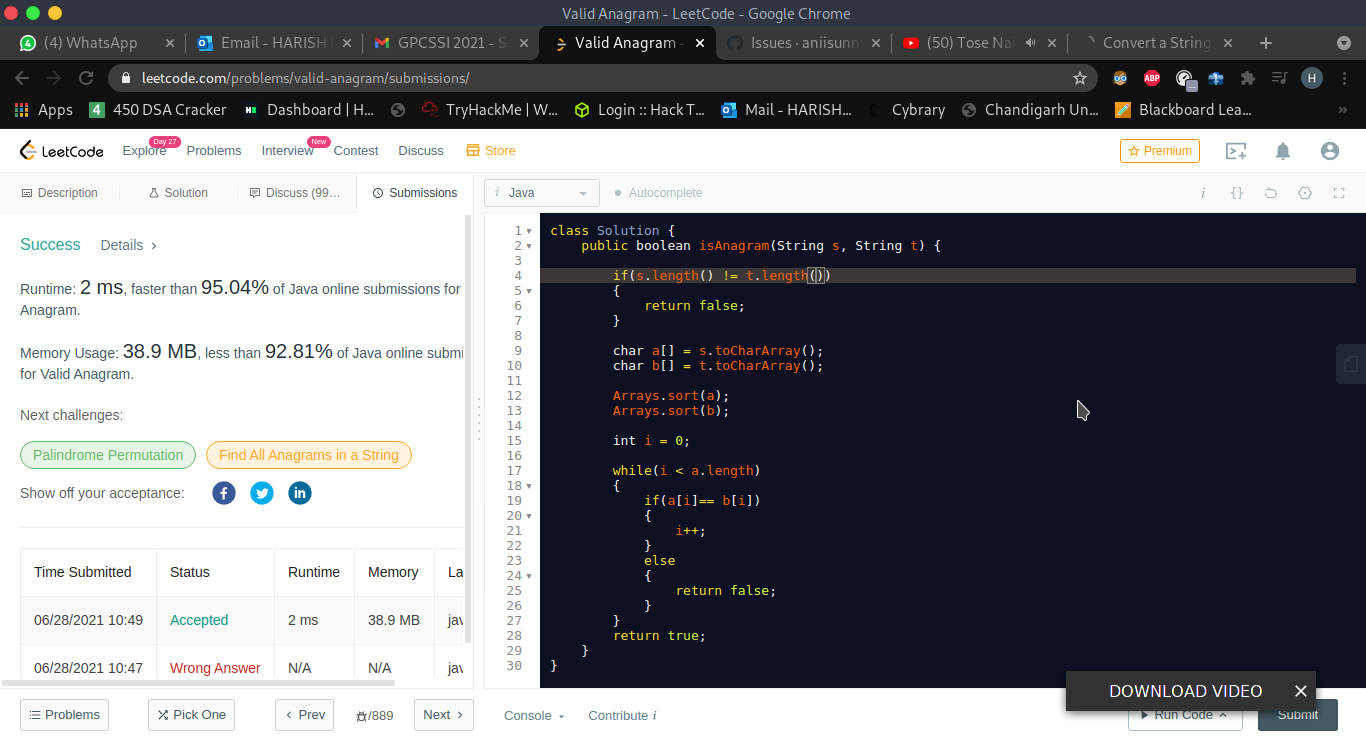 Valid Anagram - LeetCode - Google Chrome
(4) WhatsApp × Email - HARISH × GPCSSI 2021 - × Valid Anagram - × Issues · aniisunn × (50) Tose Na × Convert a String × +
leetcode.com/problems/valid-anagram/submissions/
ABP H
Apps 4 450 DSA Cracker Dashboard | H... TryHackMe | W... Login :: Hack T... Mail - HARISH... Cybrary Chandigarh Un... Blackboard Lea... »
LeetCode Explore Day 27 Problems Interview New Contest Discuss Store Premium
Description Solution Discuss (99... Submissions
i Java Autocomplete i {}
Success Details >
Runtime: 2 ms, faster than 95.04% of Java online submissions for
Anagram.
Memory Usage: 38.9 MB, less than 92.81% of Java online submi
for Valid Anagram.
Next challenges:
Palindrome Permutation Find All Anagrams in a String
Show off your acceptance:
Time Submitted Status Runtime Memory La
06/28/2021 10:49 Accepted 2 ms 38.9 MB jav
06/28/2021 10:47 Wrong Answer N/A N/A jav
1 class Solution {
2 public boolean isAnagram(String s, String t) {
3
4 if(s.length() != t.length())
5 {
6 return false;
7 }
8
9 char a[] = s.toCharArray();
10 char b[] = t.toCharArray();
11
12 Arrays.sort(a);
13 Arrays.sort(b);
14
15 int i = 0;
16
17 while(i < a.length)
18 {
19 if(a[i]== b[i])
20 {
21 i++;
22 }
23 else
24 {
25 return false;
26 }
27 }
28 return true;
29 }
30 }
DOWNLOAD VIDEO ×
Problems Pick One < Prev /889 Next > Console Contribute i Run Code Submit